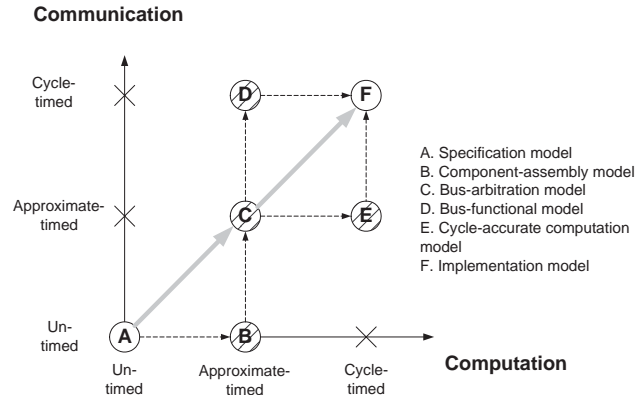 Communication
Cycle-
timed
D
F
A. Specification model
B. Component-assembly model
C. Bus-arbitration model
D. Bus-functional model
E. Cycle-accurate computation
model
F. Implementation model
Approximate-
timed
C
E
Un-
timed
A
B
Computation
Un-
timed
Approximate-
timed
Cycle-
timed